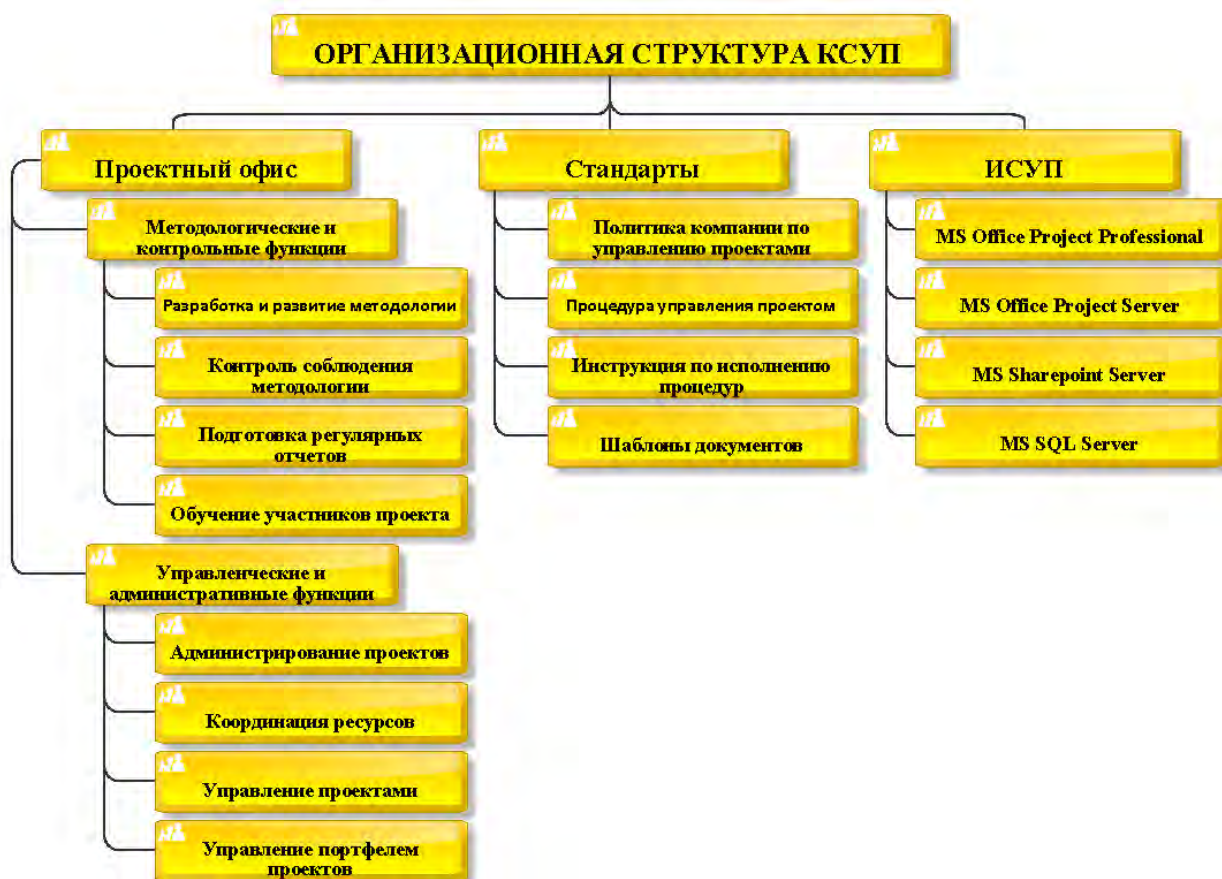 ОРГАНИЗАЦИОННАЯ СТРУКТУРА КСУП
Проектный офис
Методологические и
контрольные функции
Разработка и развитие методологии
Контроль соблюдения
методологии
Подготовка регулярных
отчетов
Обучение участников проекта
Управленческие и
административные функции
Администрирование проектов
Координация ресурсов
Управление проектами
Управление портфелем
проектов
Стандарты
Политика компании по
управлению проектами
Процедура управления проектом
Инструкция по исполнению
процедур
Шаблоны документов
ИСУП
MS Office Project Professional
MS Office Project Server
MS Sharepoint Server
MS SQL Server